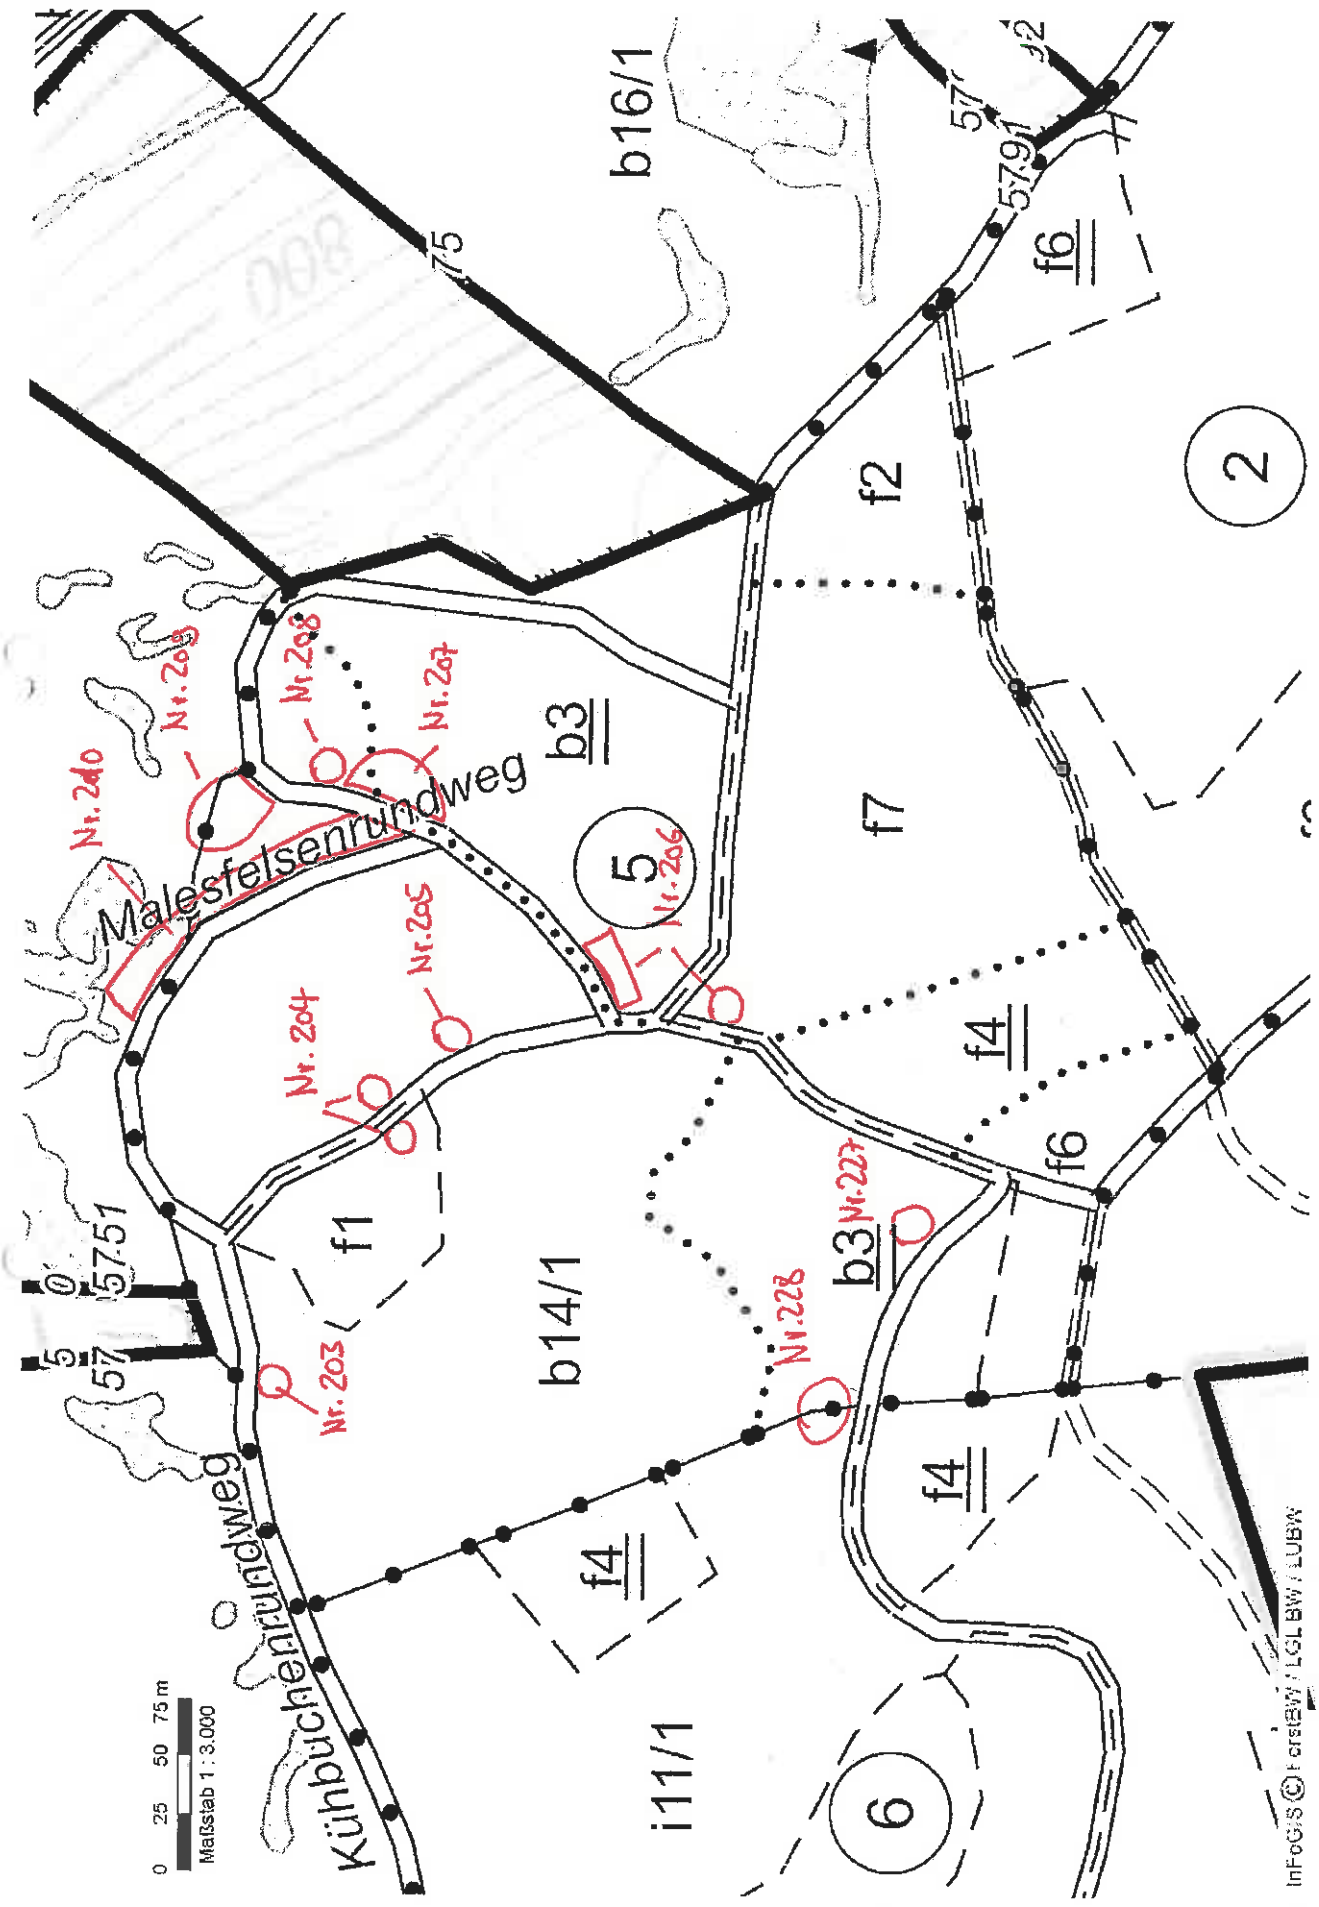 0 25 50 75 m
Maßstab 1 : 3.000
Kühbuchenrundweg
Malesfelsenrundweg
Nr. 203
Nr. 204
Nr. 205
Nr. 206
Nr. 207
Nr. 208
Nr. 209
Nr. 210
Nr. 227
Nr. 228
5
57
0
57 51
f1
b14/1
b3
b3
5
f7
f2
f4
f4
f4
f6
f6
i11/1
6
2
b16/1
75
800
57
5791
InFoGIS © ForstBW / LGL BW / LUBW